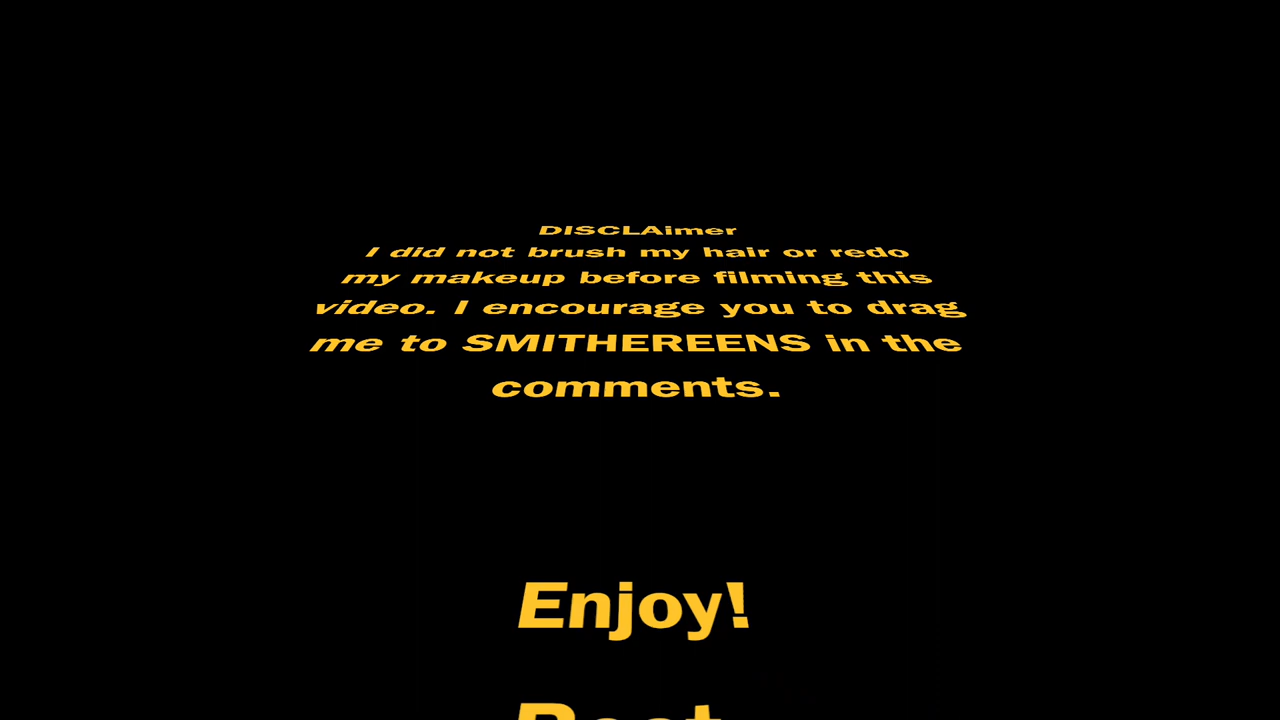 DISCLAimer
I did not brush my hair or redo
my makeup before filming this
video. I encourage you to drag
me to SMITHEREENS in the
comments.
Enjoy!